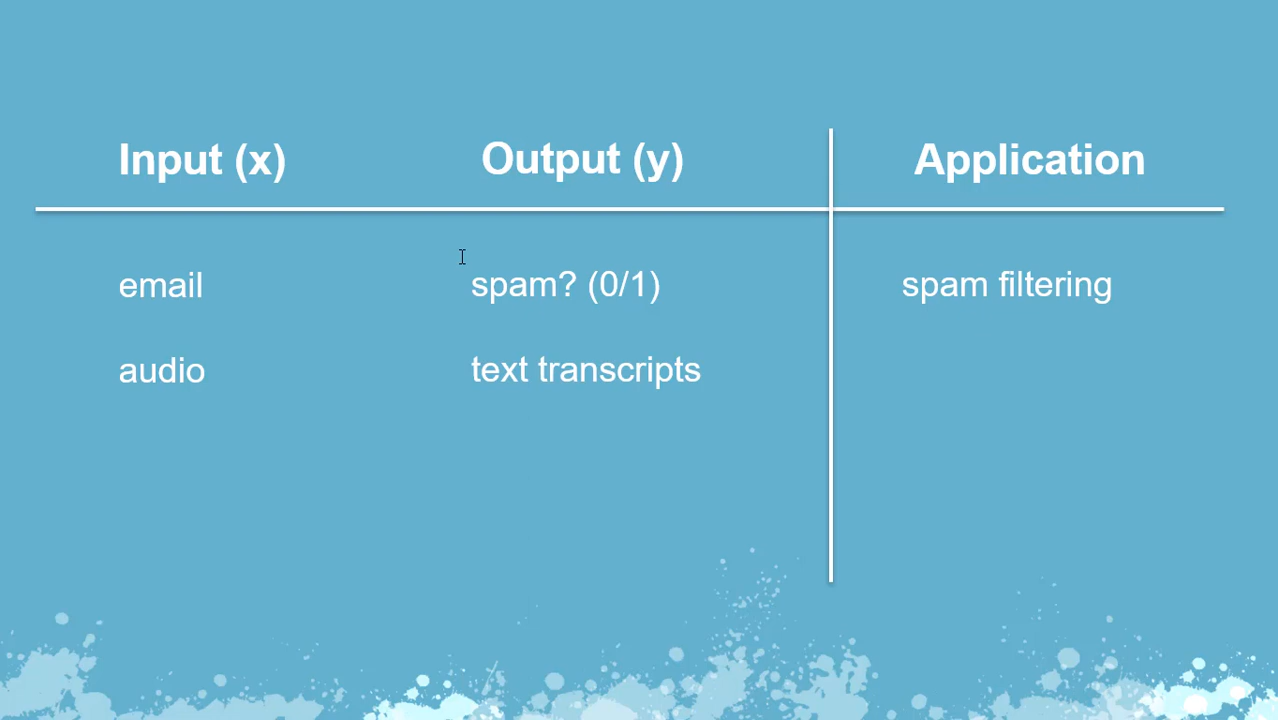 Input (x) Output (y) Application
email spam? (0/1) spam filtering
audio text transcripts